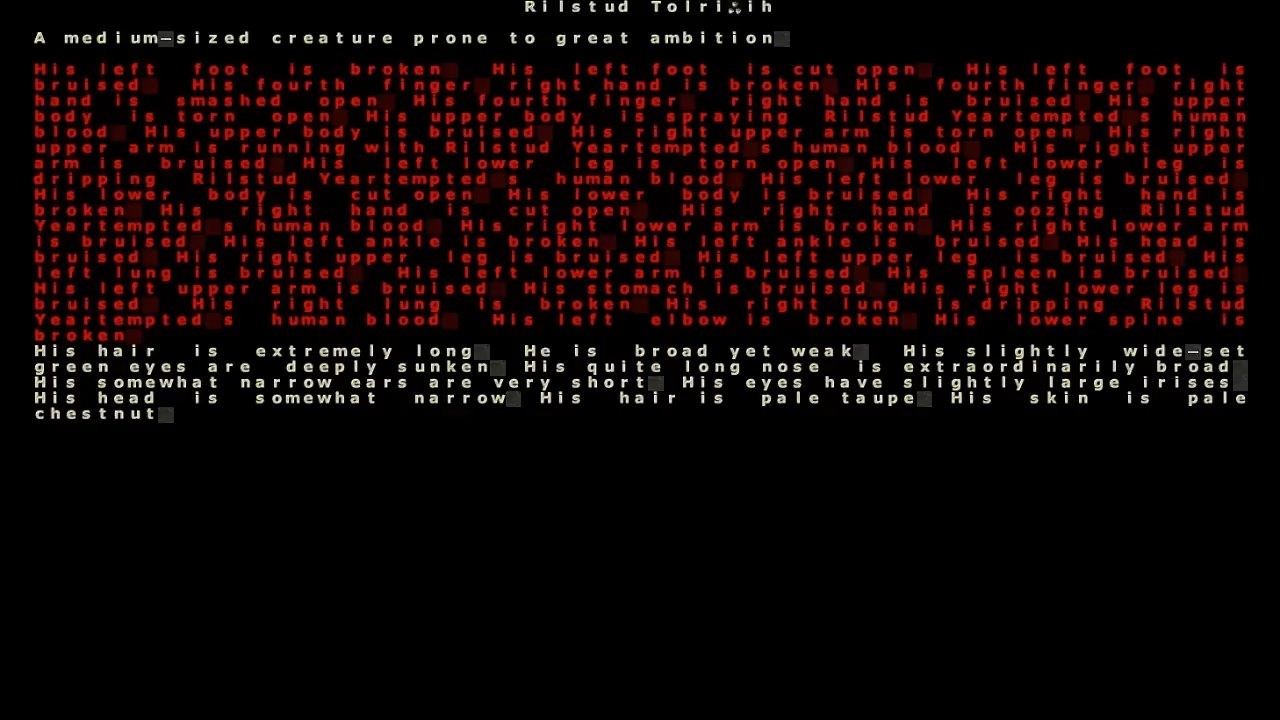 Rilstud Tolri ih
A medium-sized creature prone to great ambition
His left foot is broken His left foot is cut open His left foot is
bruised His fourth finger right hand is broken His fourth finger right
hand is smashed open His fourth finger right hand is bruised His upper
body is torn open His upper body is spraying Rilstud Yeartempted human
blood His upper body is bruised His right upper arm is torn open His right
upper arm is running with Rilstud Yeartempted s human blood His right upper
arm is bruised His left lower leg is torn open His left lower leg is
dripping Rilstud Yeartempted s human blood His left lower leg is bruised
His lower body is cut open His lower body is bruised His right hand is
broken His right hand is cut open His right hand is oozing Rilstud
Yeartempted s human blood His right lower arm is broken His right lower arm
is bruised His left ankle is broken His left ankle is bruised His head is
bruised His right upper leg is bruised His left upper leg is bruised His
left lung is bruised His left lower arm is bruised His spleen is bruised
His left upper arm is bruised His stomach is bruised His right lower leg is
bruised His right lung is broken His right lung is dripping Rilstud
Yeartempted s human blood His left elbow is broken His lower spine is
broken
His hair is extremely long He is broad yet weak His slightly wide-set
green eyes are deeply sunken His quite long nose is extraordinarily broad
His somewhat narrow ears are very short His eyes have slightly large irises
His head is somewhat narrow His hair is pale taupe His skin is pale
chestnut